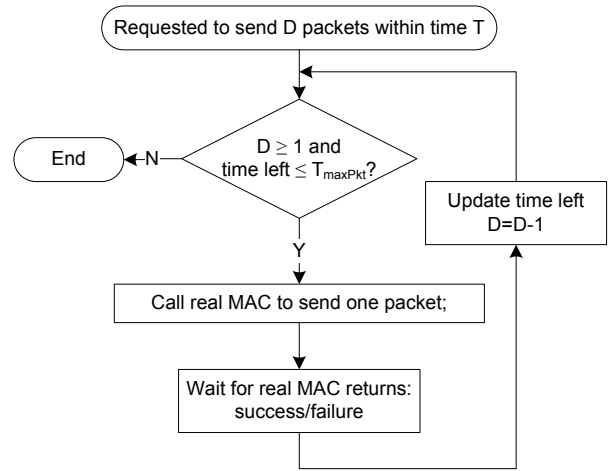 Requested to send D packets within time T
D ≥ 1 and
time left ≤ TmaxPkt?
N
End
Y
Update time left
D=D-1
Call real MAC to send one packet;
Wait for real MAC returns:
success/failure